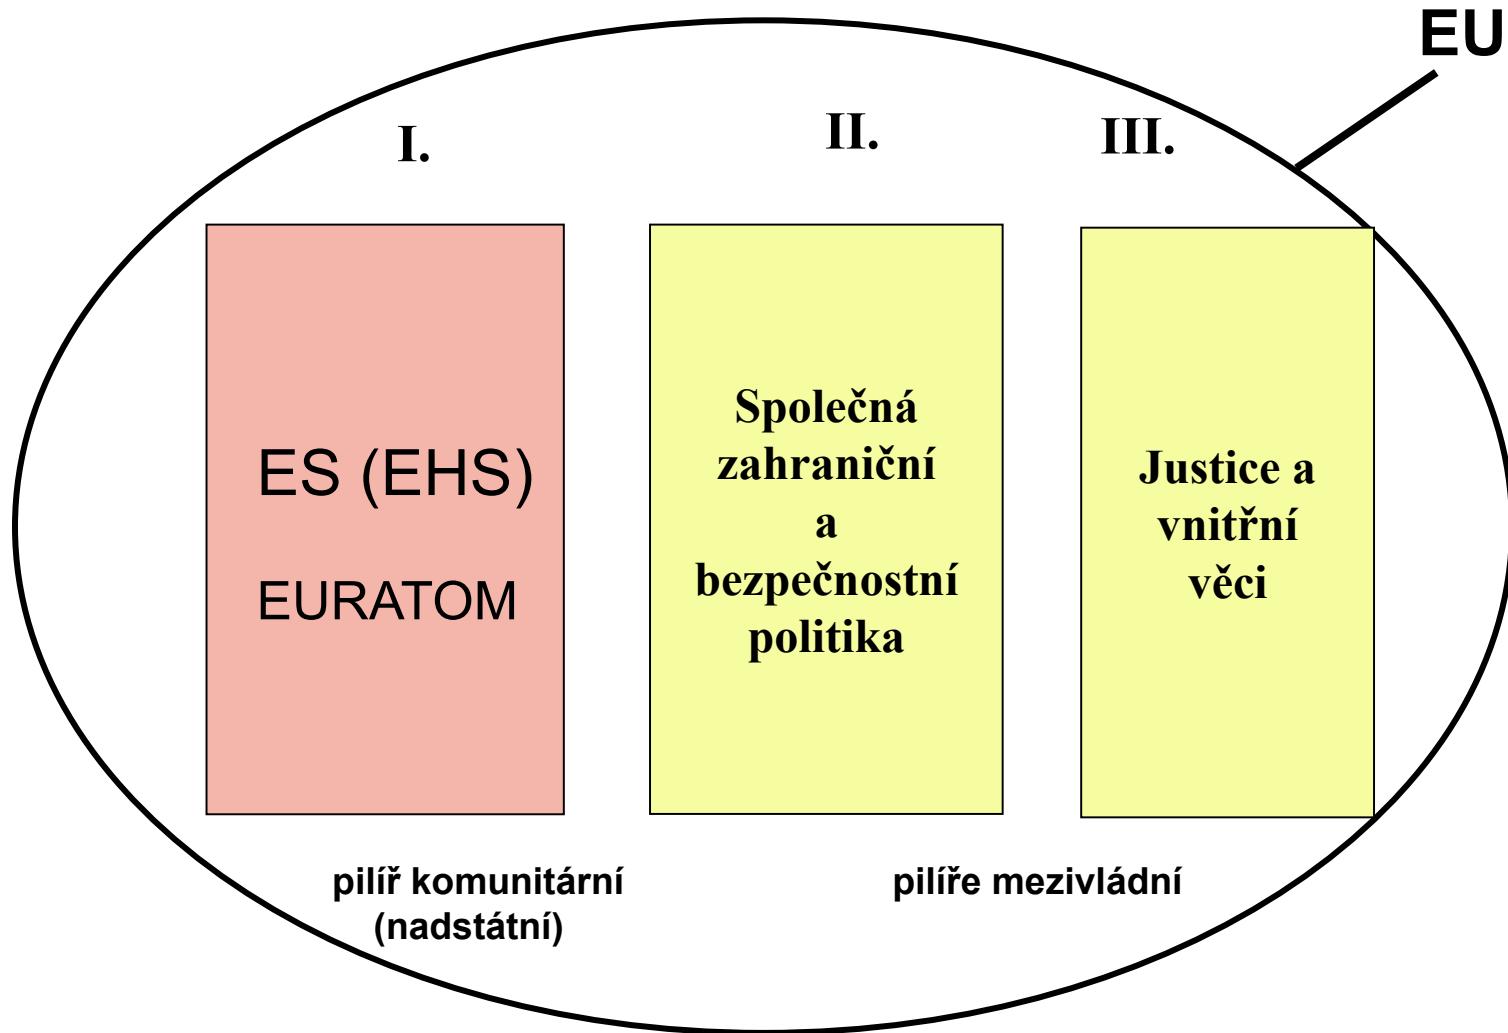 EU
I.
II.
III.
ES (EHS)
EURATOM
Společná
zahraniční
a
bezpečnostní
politika
Justice a
vnitřní
věci
pilíř komunitární
(nadstátní)
pilíře mezivládní